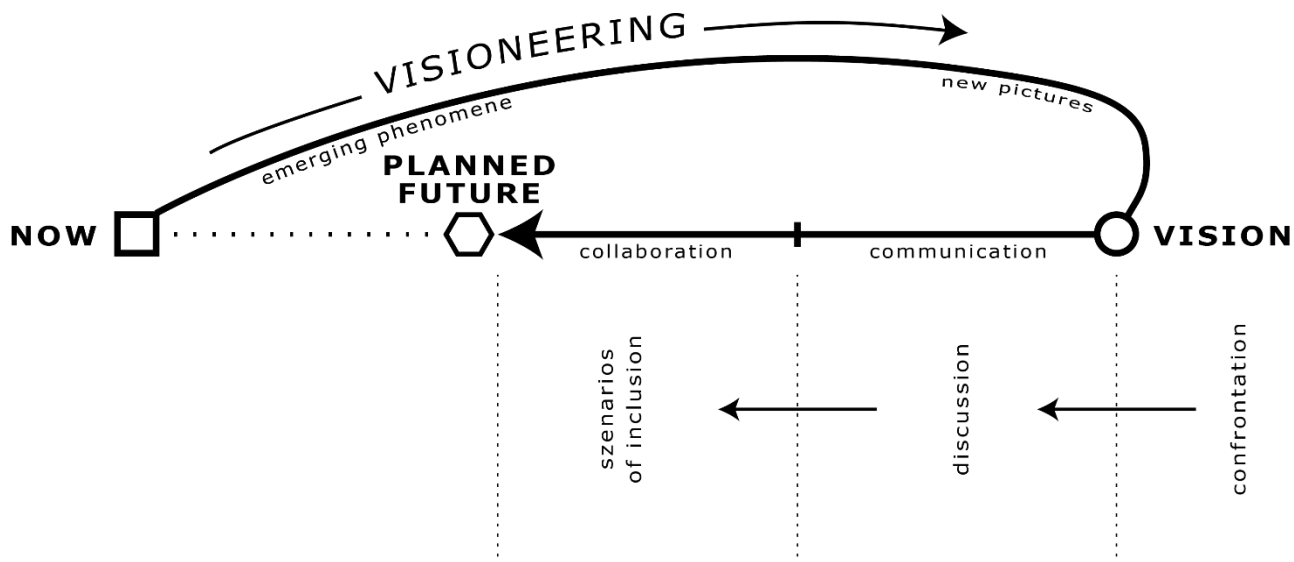 VISIONEERING
new pictures
emerging phenomene
PLANNED
FUTURE
NOW
VISION
collaboration
communication
szenarios
of inclusion
discussion
confrontation